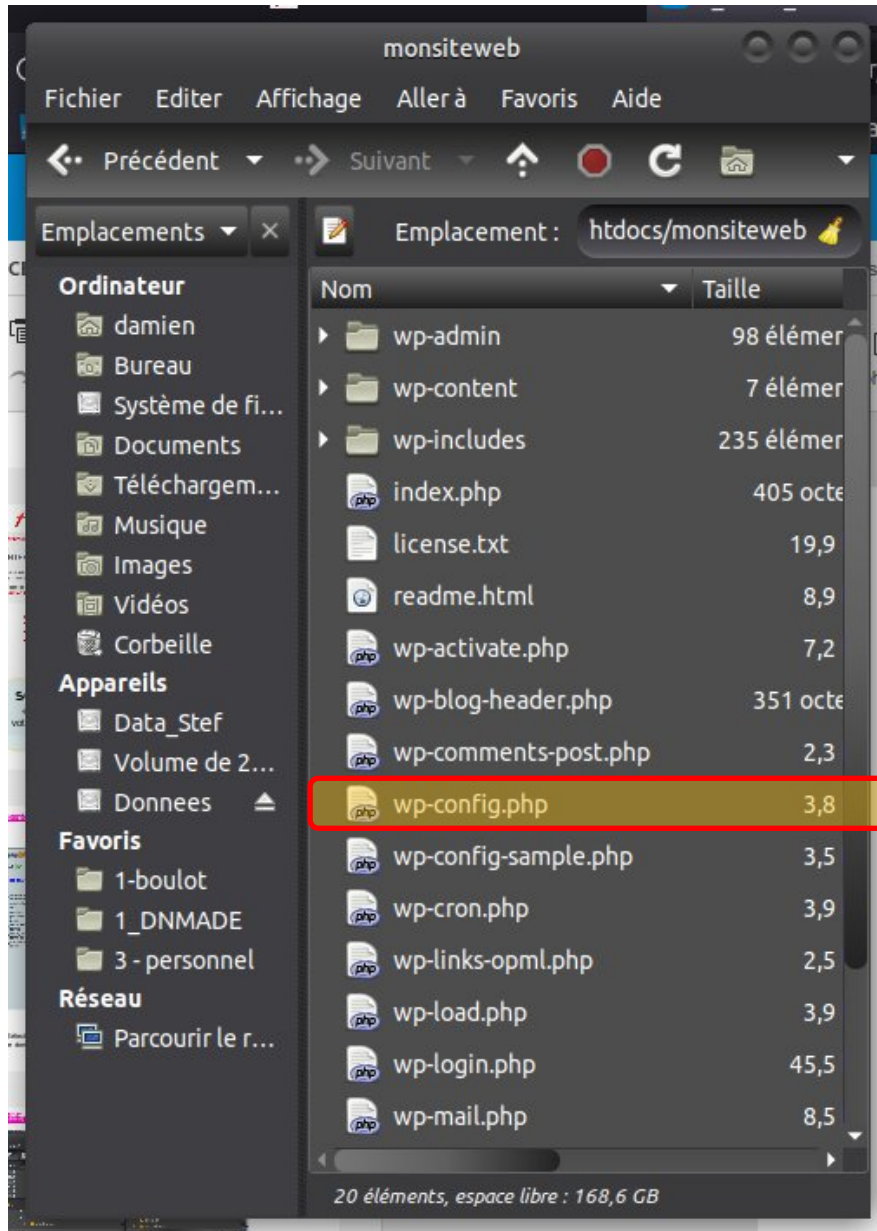 monsiteweb
Fichier Editer Affichage Aller à Favoris Aide
Précédent Suivant
Emplacements
Emplacement : htdocs/monsiteweb
Ordinateur
damien
Bureau
Système de fi...
Documents
Téléchargem...
Musique
Images
Vidéos
Corbeille
Appareils
Data_Stef
Volume de 2...
Donnees
Favoris
1-boulot
1_DNMADE
3 - personnel
Réseau
Parcourir le r...
Nom Taille
wp-admin 98 élémen
wp-content 7 élémen
wp-includes 235 élémen
index.php 405 octe
license.txt 19,9
readme.html 8,9
wp-activate.php 7,2
wp-blog-header.php 351 octe
wp-comments-post.php 2,3
wp-config.php 3,8
wp-config-sample.php 3,5
wp-cron.php 3,9
wp-links-opml.php 2,5
wp-load.php 3,9
wp-login.php 45,5
wp-mail.php 8,5
20 éléments, espace libre : 168,6 GB